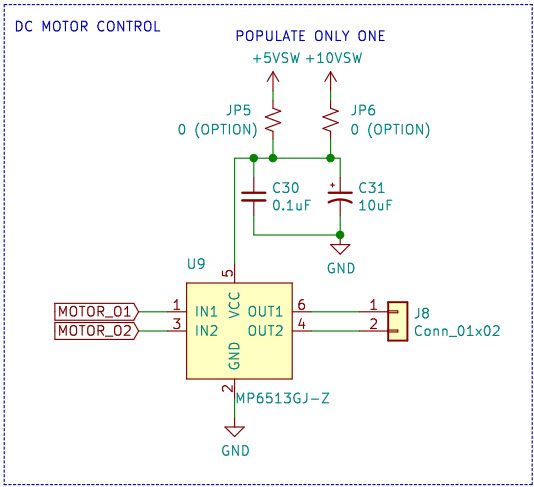 DC MOTOR CONTROL
POPULATE ONLY ONE
+5VSW +10VSW
JP5
0 (OPTION)
JP6
0 (OPTION)
C30
0.1uF
+
C31
10uF
GND
U9
5
VCC
MOTOR_01 1 IN1 OUT1 6 1 J8
MOTOR_02 3 IN2 OUT2 4 2 Conn_01x02
GND
2
MP6513GJ-Z
GND